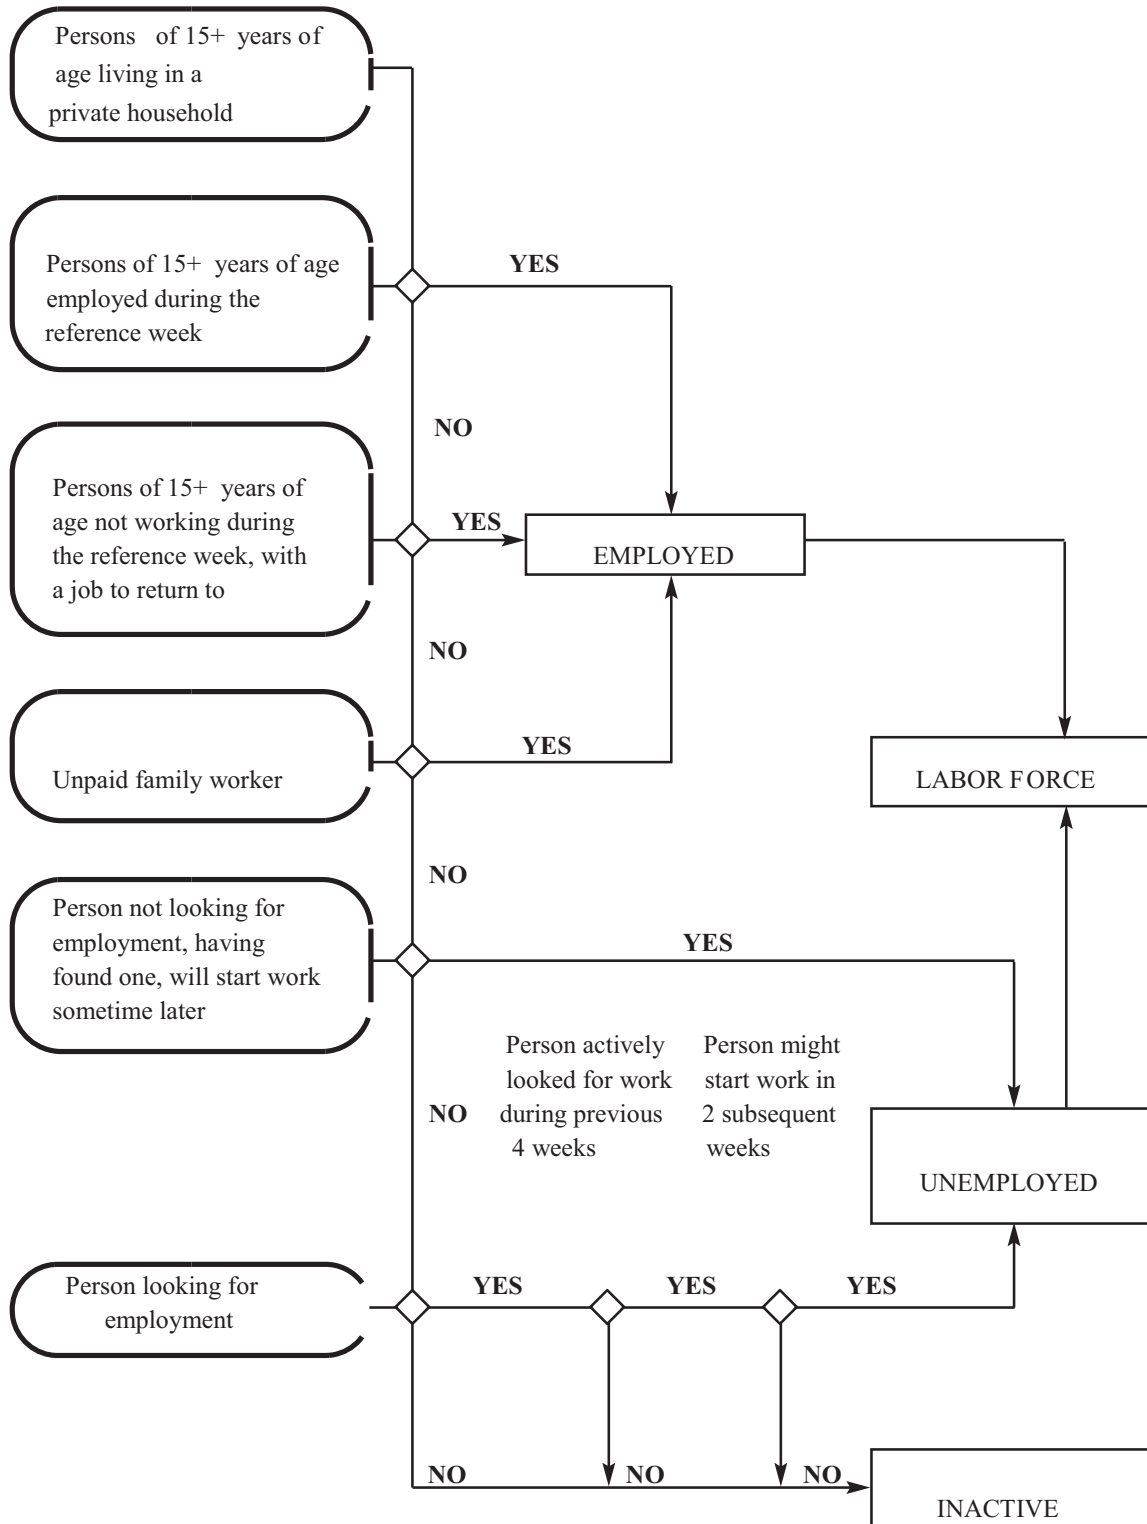 Persons of 15+ years of
age living in a
private household
Persons of 15+ years of age
employed during the
reference week
YES
NO
Persons of 15+ years of
age not working during
the reference week, with
a job to return to
YES
EMPLOYED
NO
Unpaid family worker
YES
LABOR FORCE
NO
Person not looking for
employment, having
found one, will start work
sometime later
YES
NO
Person actively
looked for work
during previous
4 weeks
Person might
start work in
2 subsequent
weeks
UNEMPLOYED
Person looking for
employment
YES
YES
YES
NO
NO
NO
INACTIVE